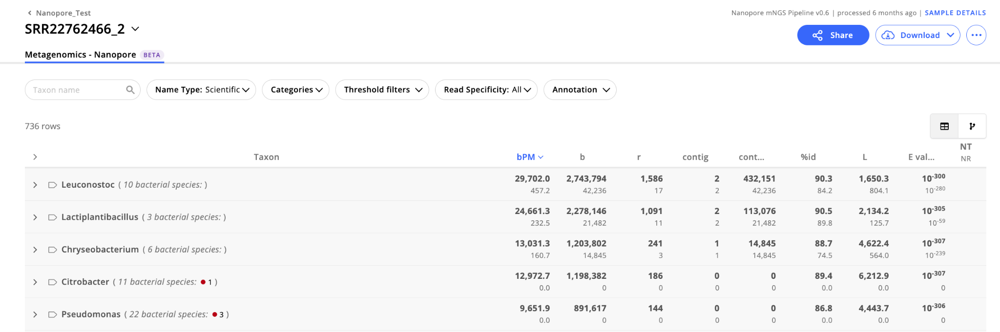 Nanopore_Test
Nanopore mNGS Pipeline v0.6 | processed 6 months ago | SAMPLE DETAILS
SRR22762466_2
Share Download
Metagenomics - Nanopore BETA
Taxon name Name Type: Scientific Categories Threshold filters Read Specificity: All Annotation
736 rows
Taxon bPM b r contig cont... %id L E val... NT
NR
Leuconostoc ( 10 bacterial species: ) 29,702.0 2,743,794 1,586 2 432,151 90.3 1,650.3 10-300
457.2 42,236 17 2 42,236 84.2 804.1 10-280
Lactiplantibacillus ( 3 bacterial species: ) 24,661.3 2,278,146 1,091 2 113,076 90.5 2,134.2 10-305
232.5 21,482 11 2 21,482 89.8 125.7 10-59
Chryseobacterium ( 6 bacterial species: ) 13,031.3 1,203,802 241 1 14,845 88.7 4,622.4 10-307
160.7 14,845 3 1 14,845 74.5 564.0 10-239
Citrobacter ( 11 bacterial species: 1 ) 12,972.7 1,198,382 186 0 0 89.4 6,212.9 10-307
0.0 0 0 0 0 0.0 0.0 0
Pseudomonas ( 22 bacterial species: 3 ) 9,651.9 891,617 144 0 0 86.8 4,443.7 10-306
0.0 0 0 0 0 0.0 0.0 0